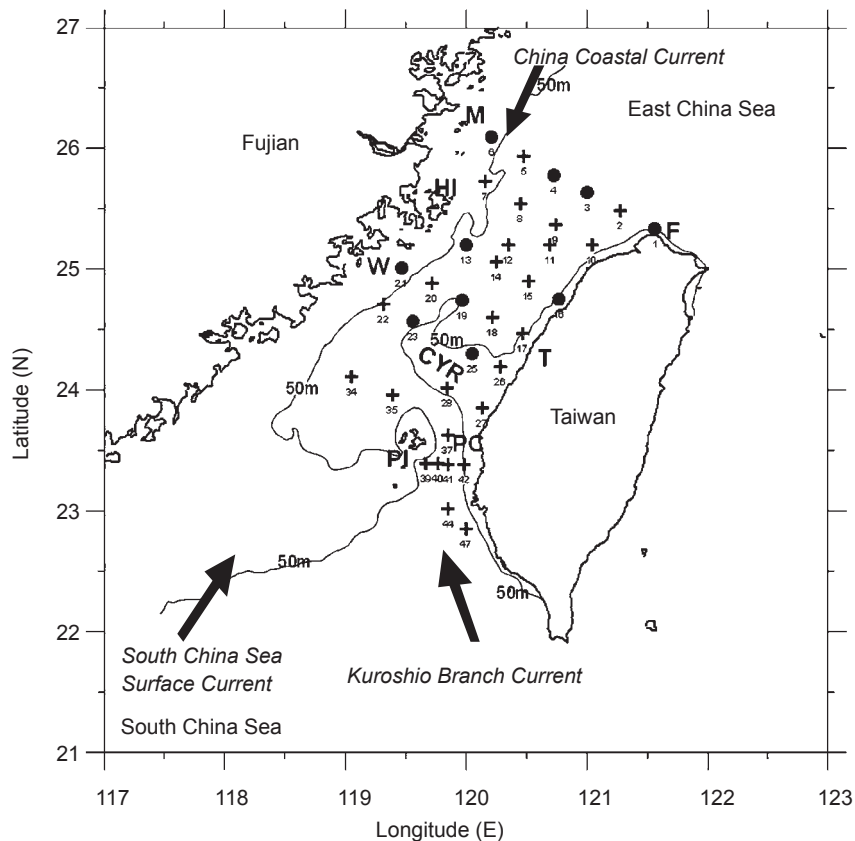 27
China Coastal Current
50m
East China Sea
M
Fujian
26
6
5
4
HI
7
3
8
2
F
9
1
13
12
11
10
25
W
14
21
20
15
22
19
16
23
18
17
50m
CYR
25
T
26
50m
24
34
28
35
27
Taiwan
PC
37
PJ
39
40
41
42
23
44
47
50m
50m
22
South China Sea
Surface Current
Kuroshio Branch Current
South China Sea
21
117
118
119
120
121
122
123
Latitude (N)
Longitude (E)